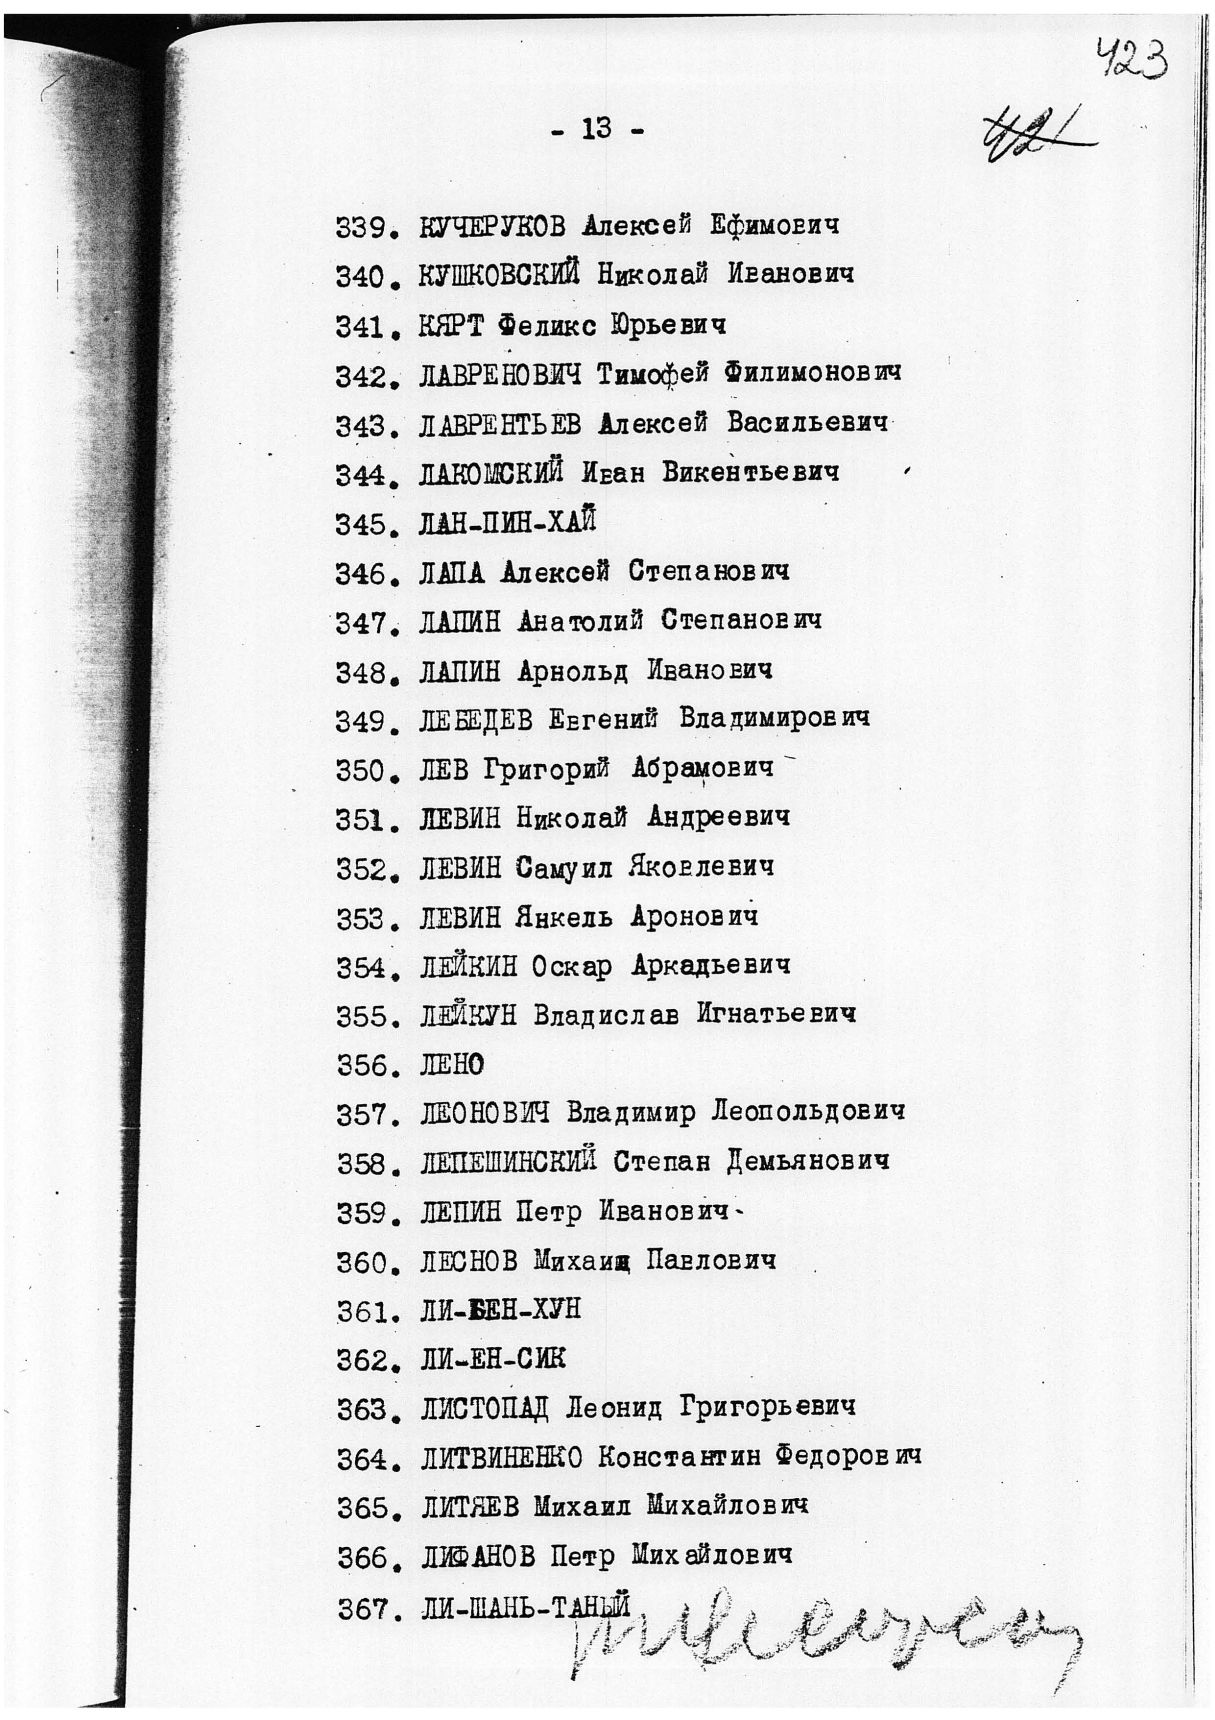 423
421
- 13 -
339. КУЧЕРУКОВ Алексей Ефимович
340. КУШКОВСКИЙ Николай Иванович
341. КЯРТ Феликс Юрьевич
342. ЛАВРЕНОВИЧ Тимофей Филимонович
343. ЛАВРЕНТЬЕВ Алексей Васильевич
344. ЛАКОМСКИЙ Иван Викентьевич
345. ЛАН-ПИН-ХАЙ
346. ЛАПА Алексей Степанович
347. ЛАПИН Анатолий Степанович
348. ЛАПИН Арнольд Иванович
349. ЛЕБЕДЕВ Евгений Владимирович
350. ЛЕВ Григорий Абрамович
351. ЛЕВИН Николай Андреевич
352. ЛЕВИН Самуил Яковлевич
353. ЛЕВИН Янкель Аронович
354. ЛЕЙКИН Оскар Аркадьевич
355. ЛЕЙКУН Владислав Игнатьевич
356. ЛЕНО
357. ЛЕОНОВИЧ Владимир Леопольдович
358. ЛЕПЕШИНСКИЙ Степан Демьянович
359. ЛЕПИН Петр Иванович
360. ЛЕСНОВ Михаил Павлович
361. ЛИ-БЕН-ХУН
362. ЛИ-ЕН-СИК
363. ЛИСТОПАД Леонид Григорьевич
364. ЛИТВИНЕНКО Константин Федорович
365. ЛИТЯЕВ Михаил Михайлович
366. ЛИФАНОВ Петр Михайлович
367. ЛИ-ШАНЬ-ТАНЫЙ